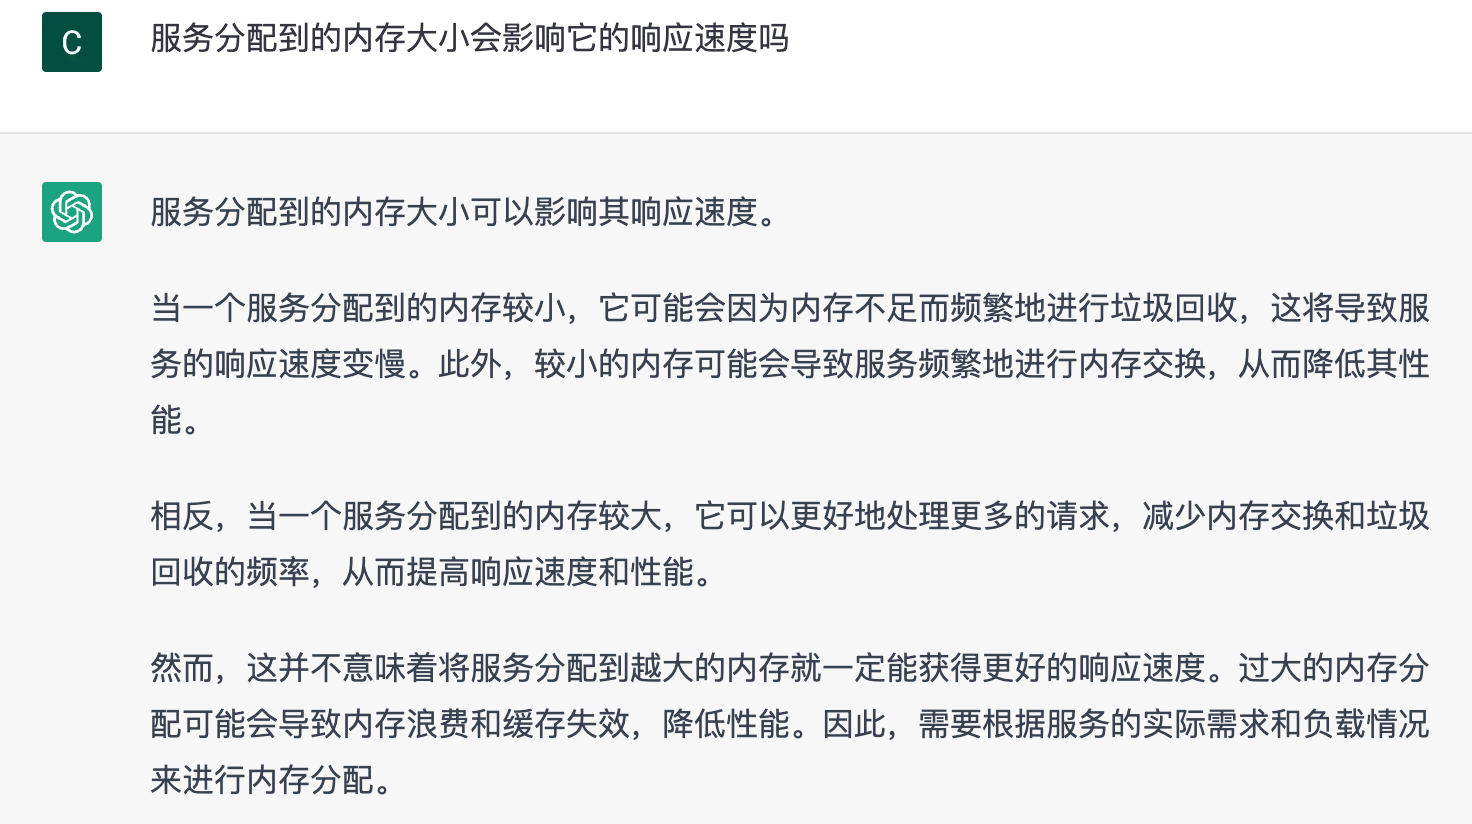 C
服务分配到的内存大小会影响它的响应速度吗
服务分配到的内存大小可以影响其响应速度。
当一个服务分配到的内存较小，它可能会因为内存不足而频繁地进行垃圾回收，这将导致服
务的响应速度变慢。此外，较小的内存可能会导致服务频繁地进行内存交换，从而降低其性
能。
相反，当一个服务分配到的内存较大，它可以更好地处理更多的请求，减少内存交换和垃圾
回收的频率，从而提高响应速度和性能。
然而，这并不意味着将服务分配到越大的内存就一定能获得更好的响应速度。过大的内存分
配可能会导致内存浪费和缓存失效，降低性能。因此，需要根据服务的实际需求和负载情况
来进行内存分配。